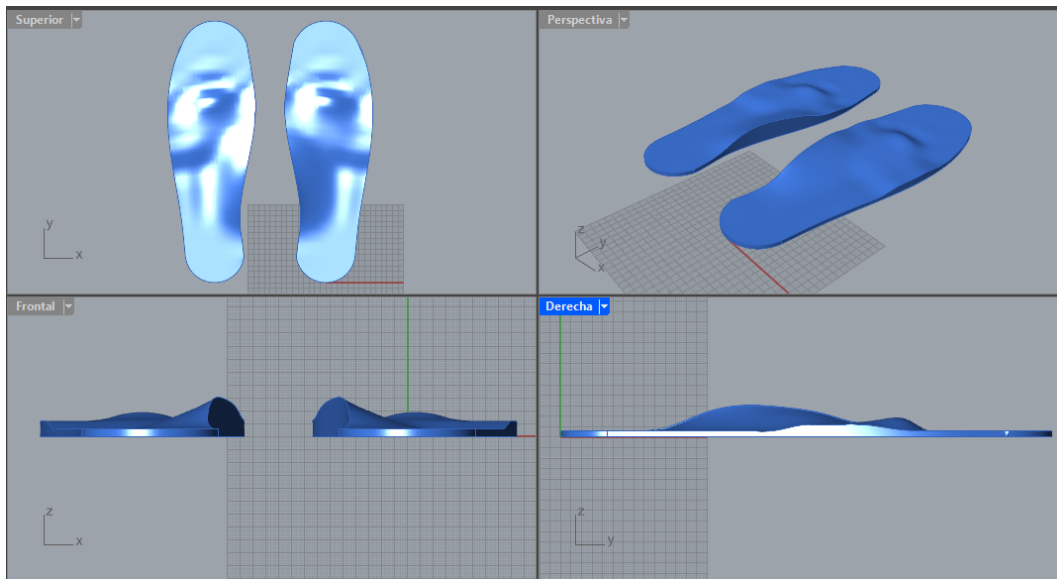 Superior
Perspectiva
y
x
z
y
x
Frontal
Derecha
z
x
z
y